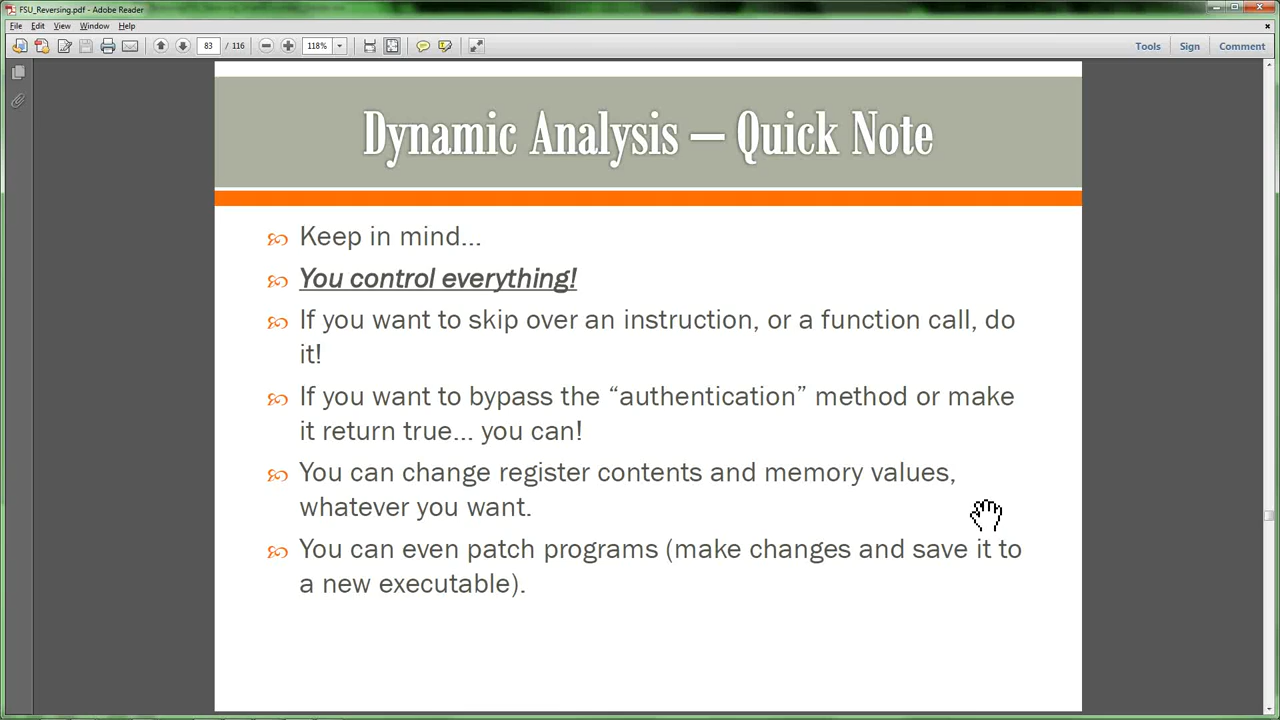 FSU_Reversing.pdf - Adobe Reader
File Edit View Window Help
83 / 116 118% Tools Sign Comment
Dynamic Analysis — Quick Note
Keep in mind...
You control everything!
If you want to skip over an instruction, or a function call, do
it!
If you want to bypass the “authentication” method or make
it return true... you can!
You can change register contents and memory values,
whatever you want.
You can even patch programs (make changes and save it to
a new executable).